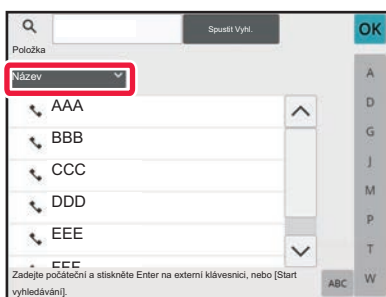 Spustit Vyhl.
OK
Položka
Název
A
AAA
D
BBB
G
CCC
J
DDD
M
P
EEE
T
EEE
Zadejte počáteční a stiskněte Enter na externí klávesnici, nebo [Start
vyhledávání].
ABC
W